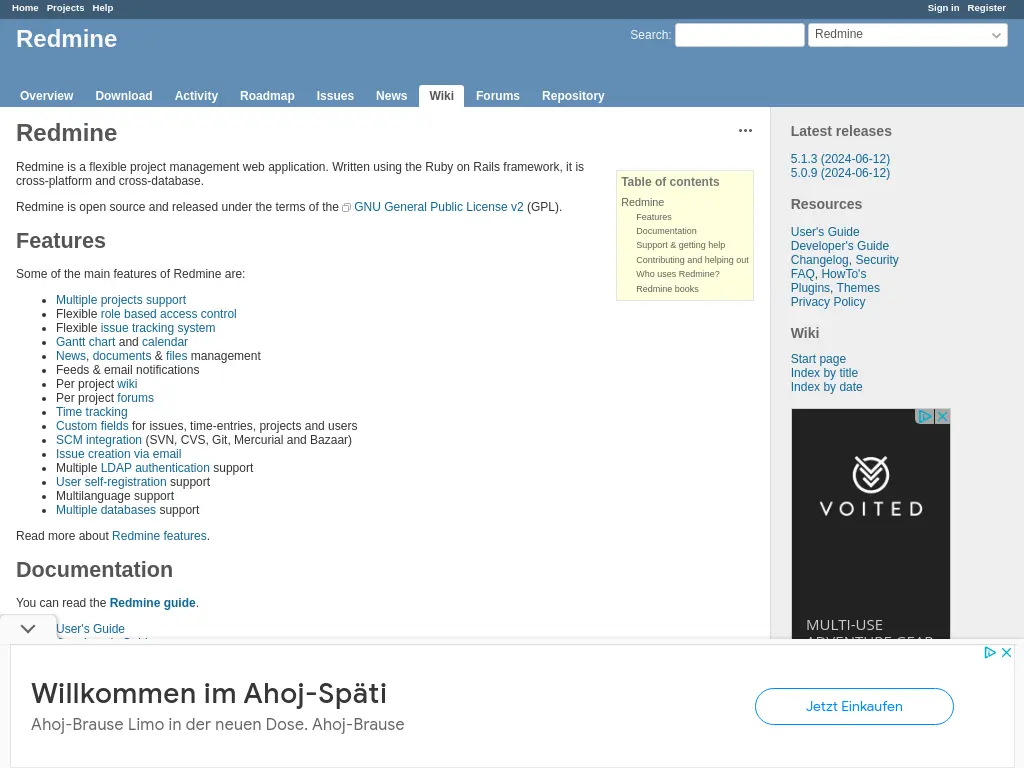 Home Projects Help Sign in Register
Redmine
Search: Redmine
Overview Download Activity Roadmap Issues News Wiki Forums Repository
Redmine
Redmine is a flexible project management web application. Written using the Ruby on Rails framework, it is
cross-platform and cross-database.
Redmine is open source and released under the terms of the GNU General Public License v2 (GPL).
Table of contents
Redmine
Features
Documentation
Support & getting help
Contributing and helping out
Who uses Redmine?
Redmine books
Features
Some of the main features of Redmine are:
Multiple projects support
Flexible role based access control
Flexible issue tracking system
Gantt chart and calendar
News, documents & files management
Feeds & email notifications
Per project wiki
Per project forums
Time tracking
Custom fields for issues, time-entries, projects and users
SCM integration (SVN, CVS, Git, Mercurial and Bazaar)
Issue creation via email
Multiple LDAP authentication support
User self-registration support
Multilanguage support
Multiple databases support
Read more about Redmine features.
Documentation
You can read the Redmine guide.
User's Guide
Latest releases
5.1.3 (2024-06-12)
5.0.9 (2024-06-12)
Resources
User's Guide
Developer's Guide
Changelog, Security
FAQ, HowTo's
Plugins, Themes
Privacy Policy
Wiki
Start page
Index by title
Index by date
VOITED
MULTI-USE
ADVENTURE GEAR
Willkommen im Ahoj-Späti
Ahoj-Brause Limo in der neuen Dose. Ahoj-Brause
Jetzt Einkaufen